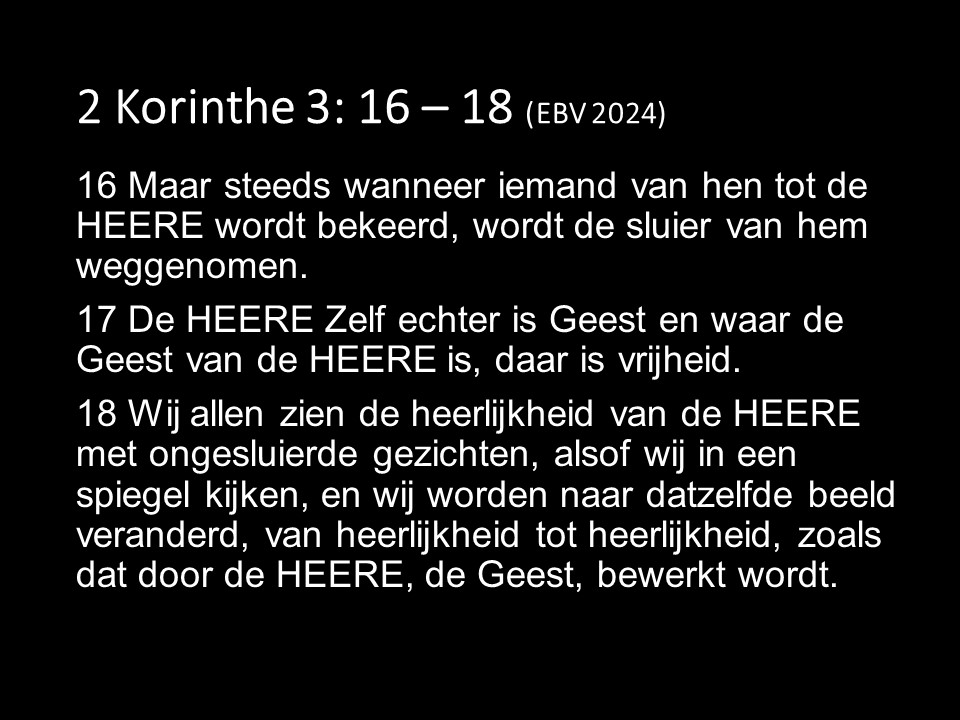 2 Korinthe 3: 16 – 18 (EBV 2024)
16 Maar steeds wanneer iemand van hen tot de
HEERE wordt bekeerd, wordt de sluier van hem
weggenomen.
17 De HEERE Zelf echter is Geest en waar de
Geest van de HEERE is, daar is vrijheid.
18 Wij allen zien de heerlijkheid van de HEERE
met ongesluierde gezichten, alsof wij in een
spiegel kijken, en wij worden naar datzelfde beeld
veranderd, van heerlijkheid tot heerlijkheid, zoals
dat door de HEERE, de Geest, bewerkt wordt.